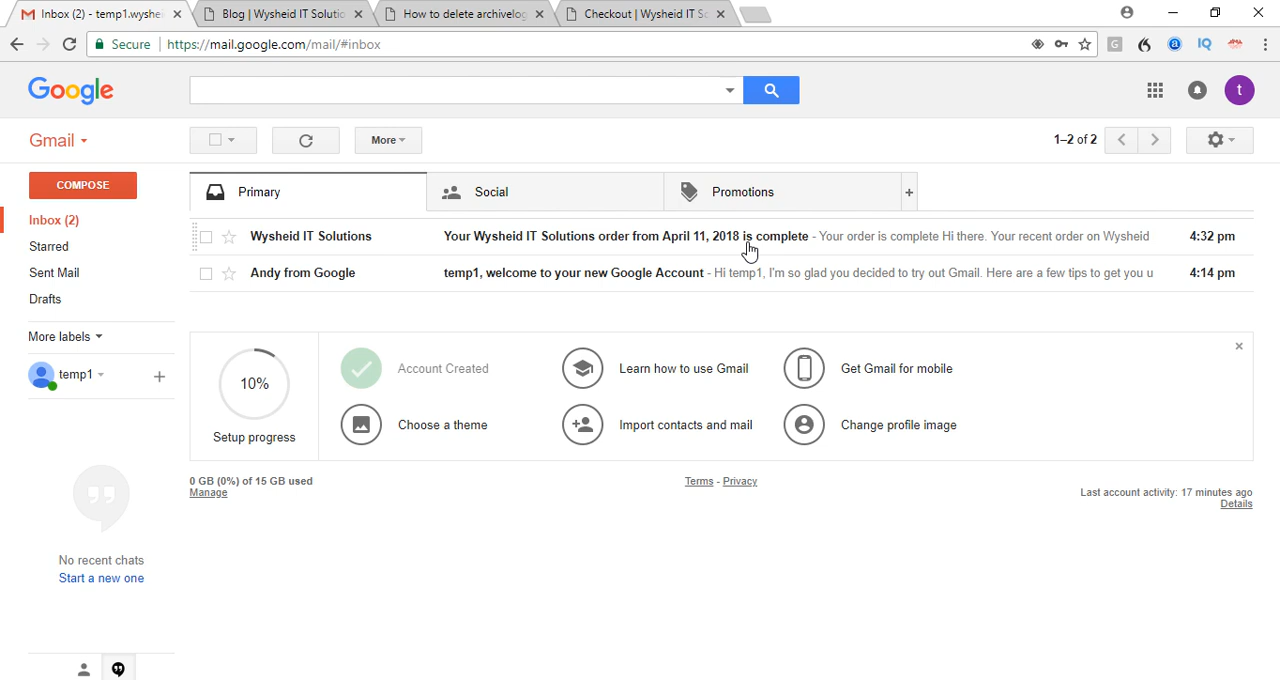 Inbox (2) - temp1.wyshe
Blog | Wysheid IT Solutio
How to delete archivelog
Checkout | Wysheid IT So
Secure https://mail.google.com/mail/#inbox
G a IQ
Google
t
Gmail
More
1–2 of 2
COMPOSE
Primary
Social
Promotions
+
Inbox (2)
Wysheid IT Solutions Your Wysheid IT Solutions order from April 11, 2018 is complete - Your order is complete Hi there. Your recent order on Wysheid 4:32 pm
Starred
Andy from Google temp1, welcome to your new Google Account - Hi temp1, I'm so glad you decided to try out Gmail. Here are a few tips to get you u 4:14 pm
Sent Mail
Drafts
More labels
temp1 +
10%
Setup progress
Account Created
Learn how to use Gmail
Get Gmail for mobile
Choose a theme
Import contacts and mail
Change profile image
0 GB (0%) of 15 GB used
Manage
Terms - Privacy
Last account activity: 17 minutes ago
Details
No recent chats
Start a new one